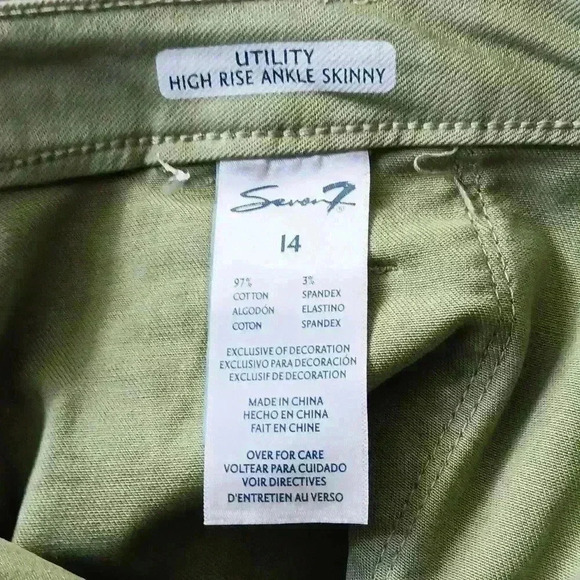 UTILITY
HIGH RISE ANKLE SKINNY
Seven7®
14
97% 3%
COTTON SPANDEX
ALGODÓN ELASTINO
COTON SPANDEX
EXCLUSIVE OF DECORATION
EXCLUSIVO PARA DECORACIÓN
EXCLUSIF DE DECORATION
MADE IN CHINA
HECHO EN CHINA
FAIT EN CHINE
OVER FOR CARE
VOLTEAR PARA CUIDADO
VOIR DIRECTIVES
D'ENTRETIEN AU VERSO